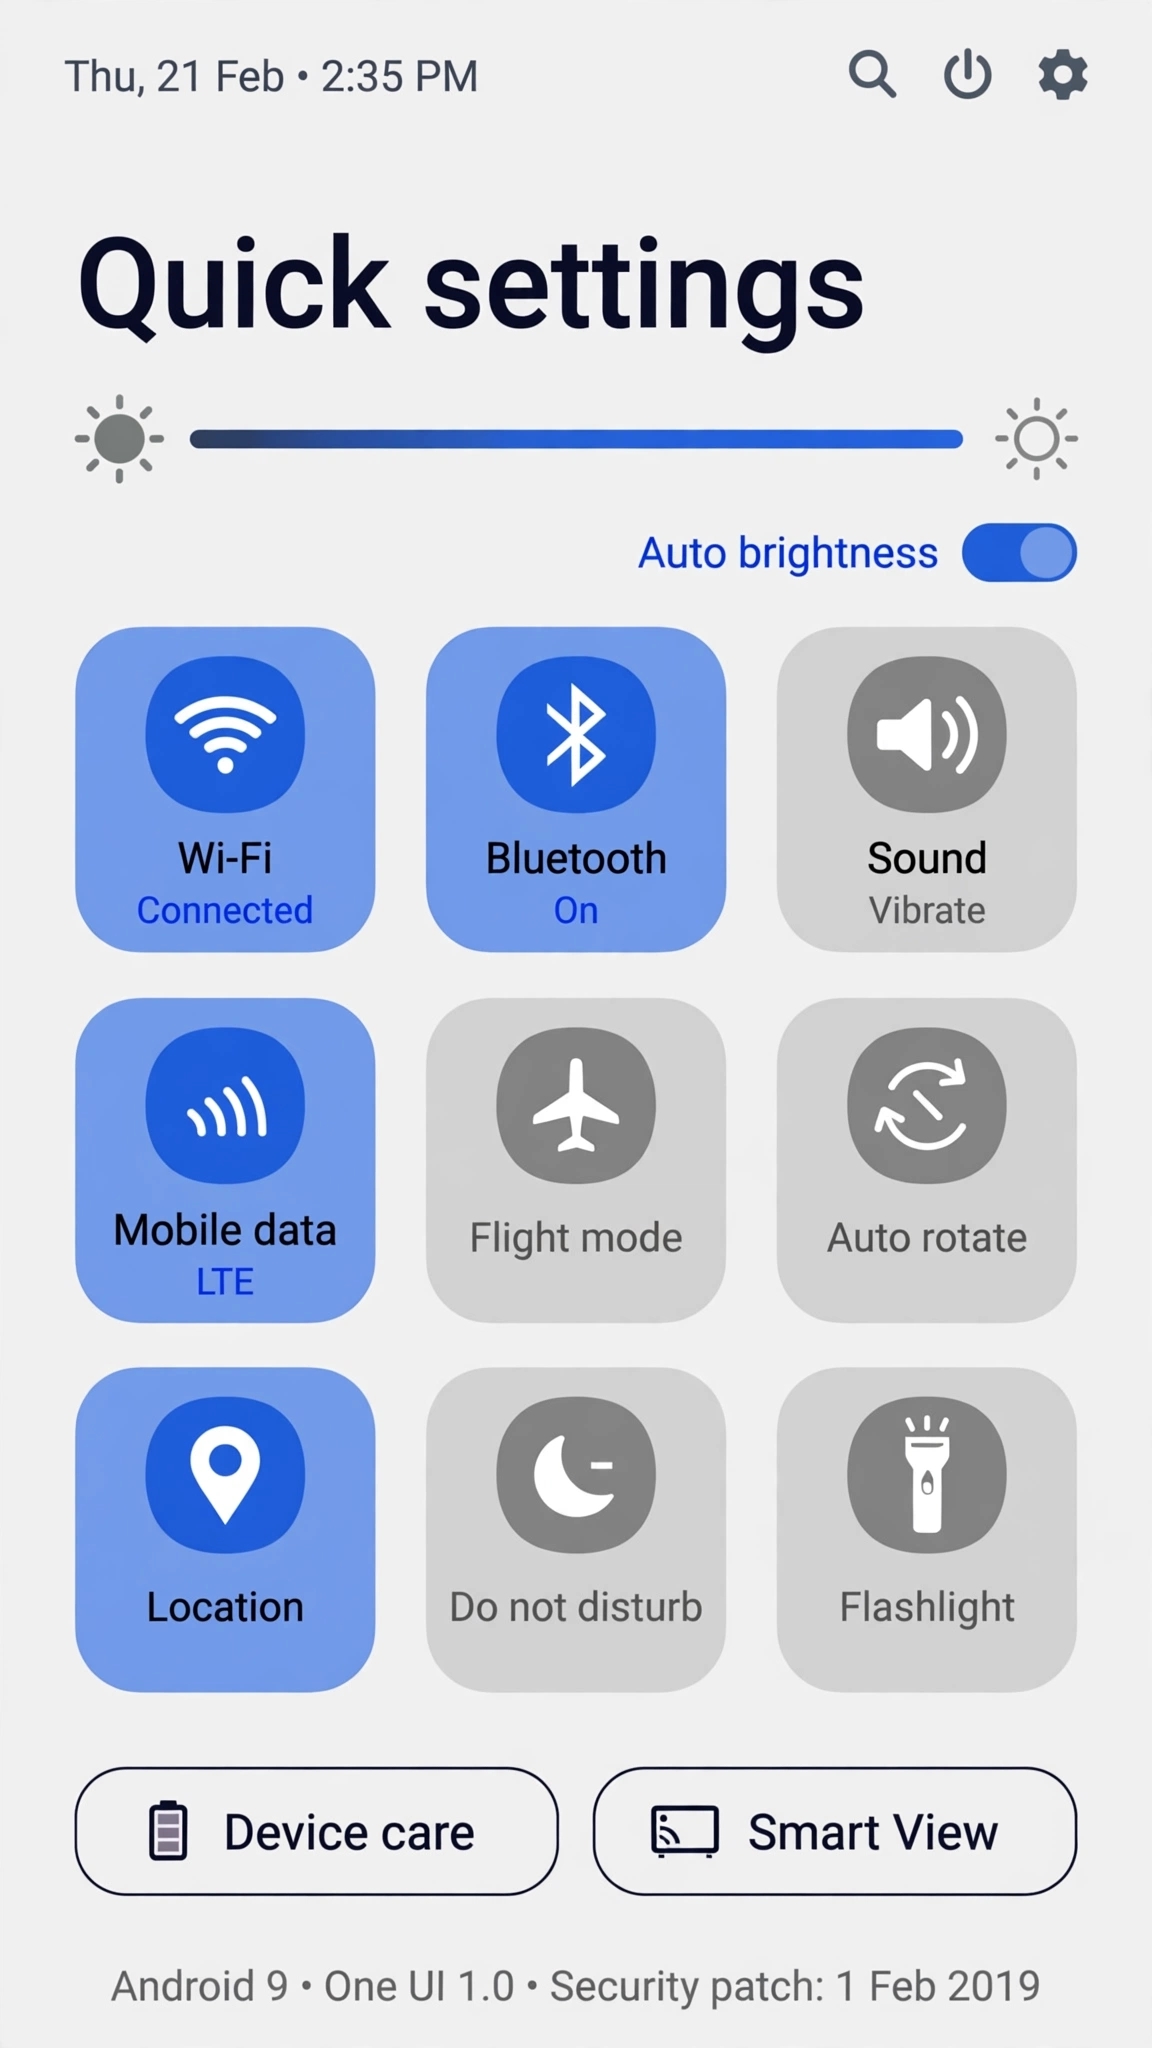 Thu, 21 Feb • 2:35 PM
Quick settings
Auto brightness
Wi-Fi
Connected
Bluetooth
On
Sound
Vibrate
Mobile data
LTE
Flight mode
Auto rotate
Location
Do not disturb
Flashlight
Device care
Smart View
Android 9 • One UI 1.0 • Security patch: 1 Feb 2019